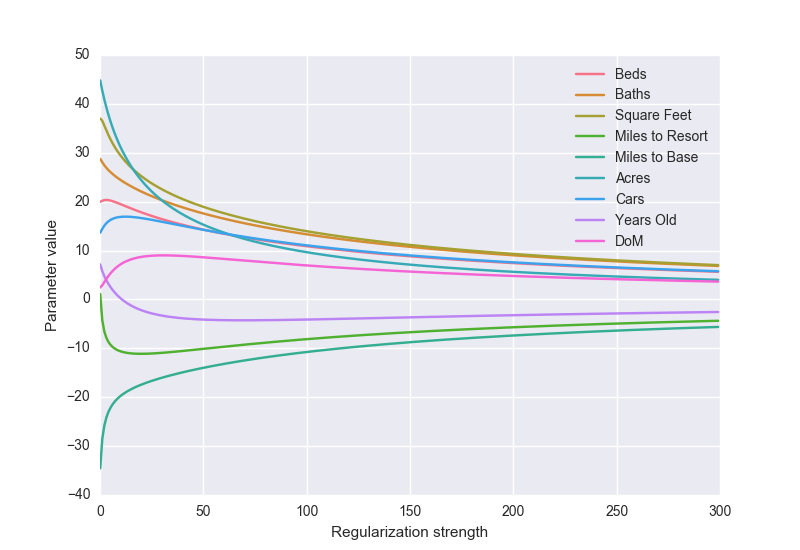 50
40
30
20
10
0
−10
−20
−30
−40
Parameter value
Beds
Baths
Square Feet
Miles to Resort
Miles to Base
Acres
Cars
Years Old
DoM
0 50 100 150 200 250 300
Regularization strength